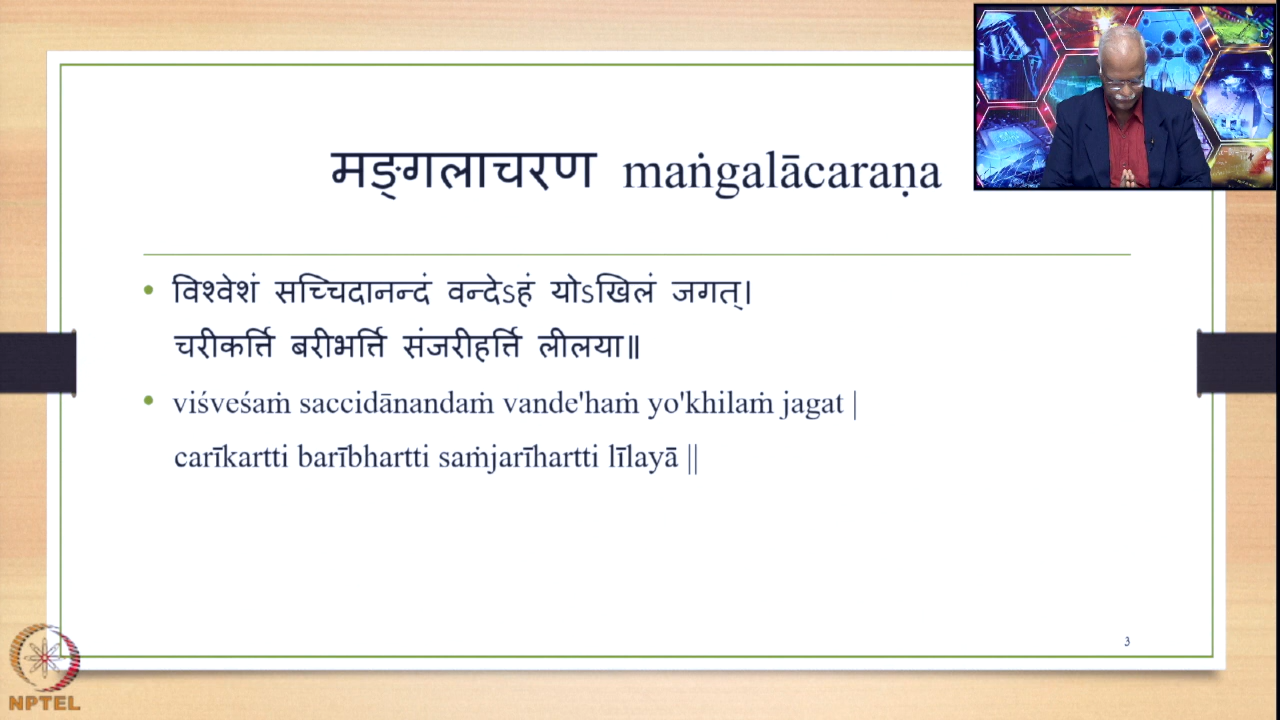 मङ्गलाचरण maṅgalācaraṇa
• विश्वेशं सच्चिदानन्दं वन्देऽहं योऽखिलं जगत्।
चरीकर्त्ति बरीभर्त्ति संजरीहर्त्ति लीलया॥
• viśveśaṁ saccidānandaṁ vande'haṁ yo'khilaṁ jagat |
carīkartti barībhartti saṁjarīhartti līlayā ||
3
NPTEL